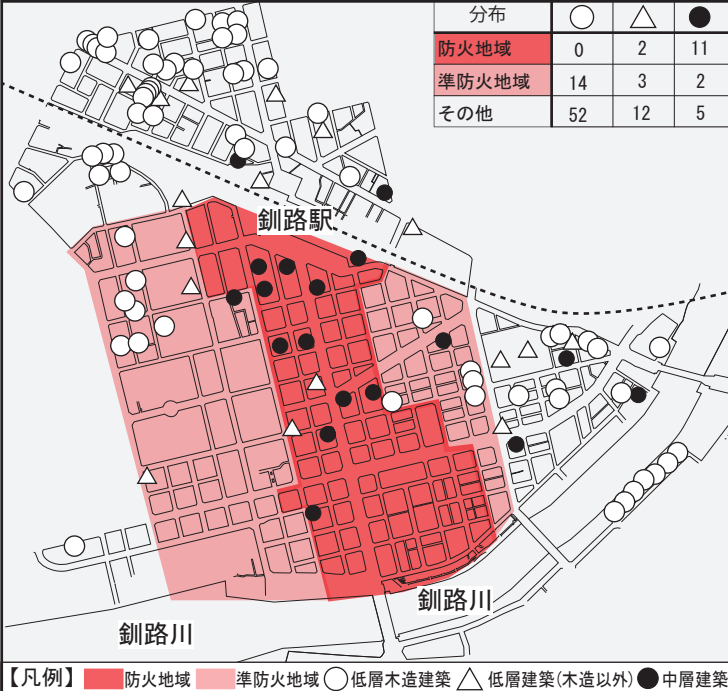 分布 ○ △ ●
防火地域 0 2 11
準防火地域 14 3 2
その他 52 12 5
釧路駅
釧路川
釧路川
【凡例】 防火地域 準防火地域 ○低層木造建築 △低層建築(木造以外) ●中層建築